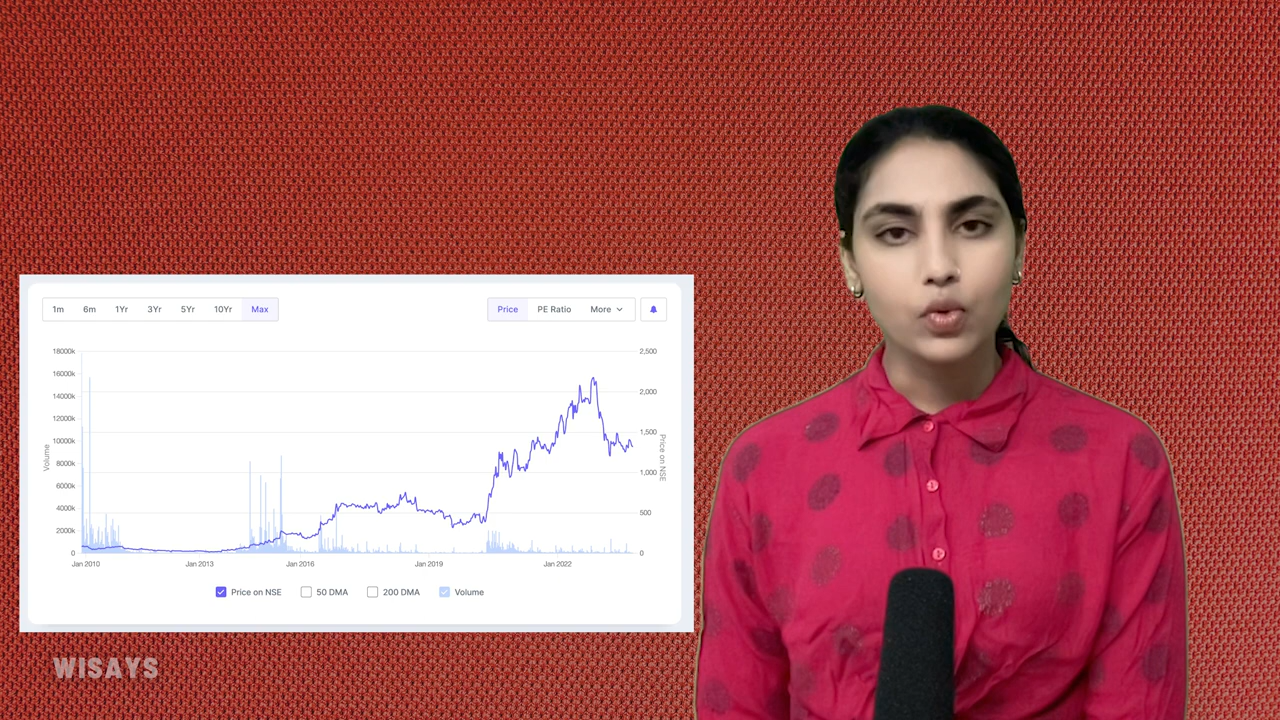 1m 6m 1Yr 3Yr 5Yr 10Yr Max Price PE Ratio More
18000k 2,500
16000k
14000k 2,000
12000k
10000k 1,500
8000k 1,000
6000k
4000k 500
2000k
0 0
Volume
Price on NSE
Jan 2010 Jan 2013 Jan 2016 Jan 2019 Jan 2022
Price on NSE 50 DMA 200 DMA Volume
WISAYS